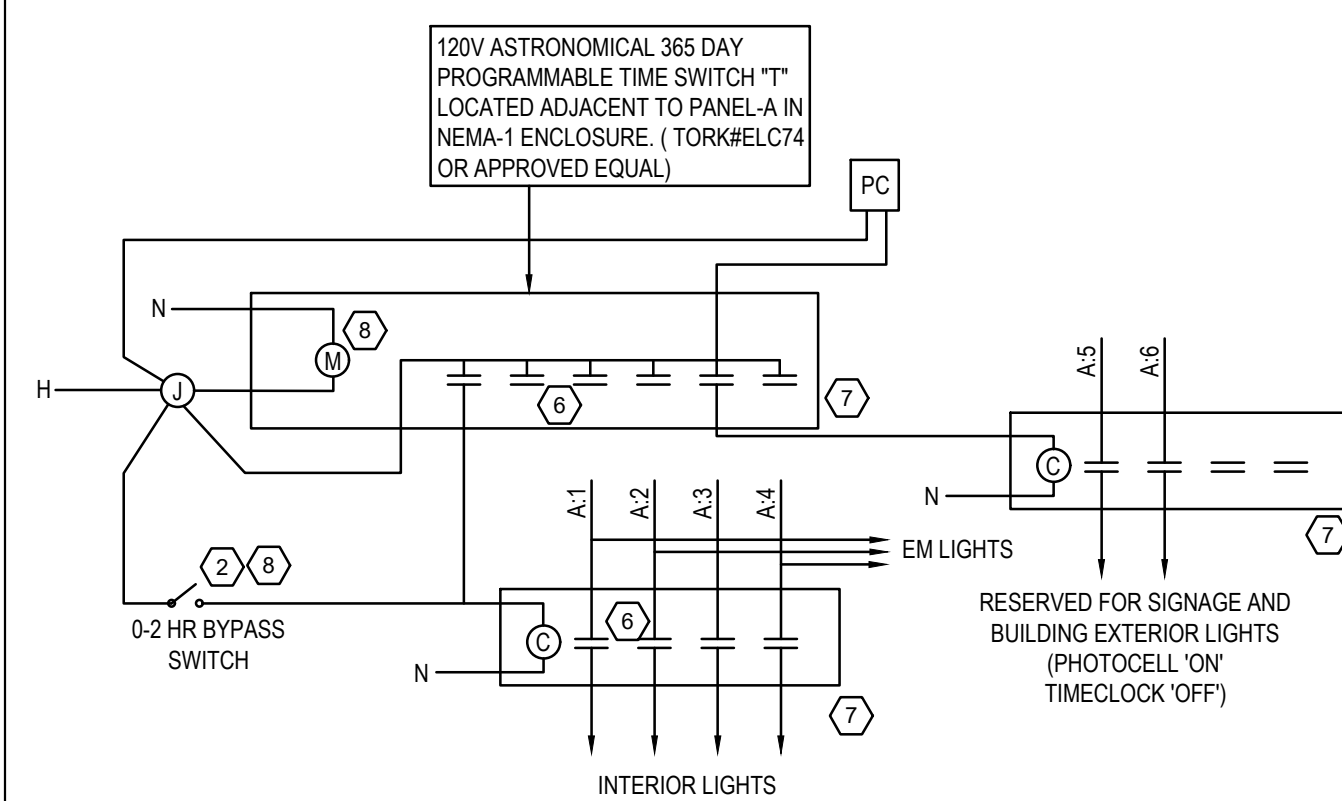 120V ASTRONOMICAL 365 DAY
PROGRAMMABLE TIME SWITCH "T"
LOCATED ADJACENT TO PANEL-A IN
NEMA-1 ENCLOSURE. ( TORK#ELC74
OR APPROVED EQUAL)
PC
N
8
M
H
J
6
7
A:5
A:6
C
N
7
A:1
A:2
A:3
A:4
EM LIGHTS
2
8
0-2 HR BYPASS
SWITCH
6
C
N
7
INTERIOR LIGHTS
RESERVED FOR SIGNAGE AND
BUILDING EXTERIOR LIGHTS
(PHOTOCELL 'ON'
TIMECLOCK 'OFF')